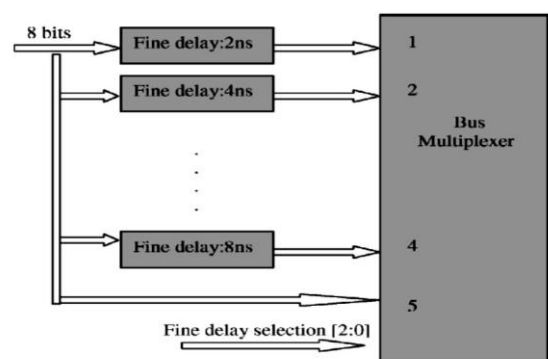 8 bits
Fine delay:2ns
1
Fine delay:4ns
2
Bus
Multiplexer
Fine delay:8ns
4
5
Fine delay selection [2:0]